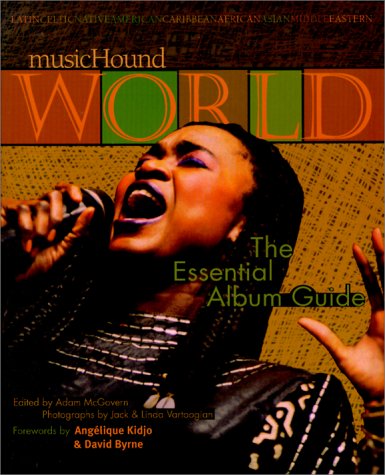 LATINCELTICNATIVEAMERICANCARIBBEANAFRICANASIANMIDDLEEASTERN
musicHound
WORLD
The
Essential
Album Guide
Edited by Adam McGovern
Photographs by Jack & Linda Vartoogian
Forewords by Angélique Kidjo
& David Byrne